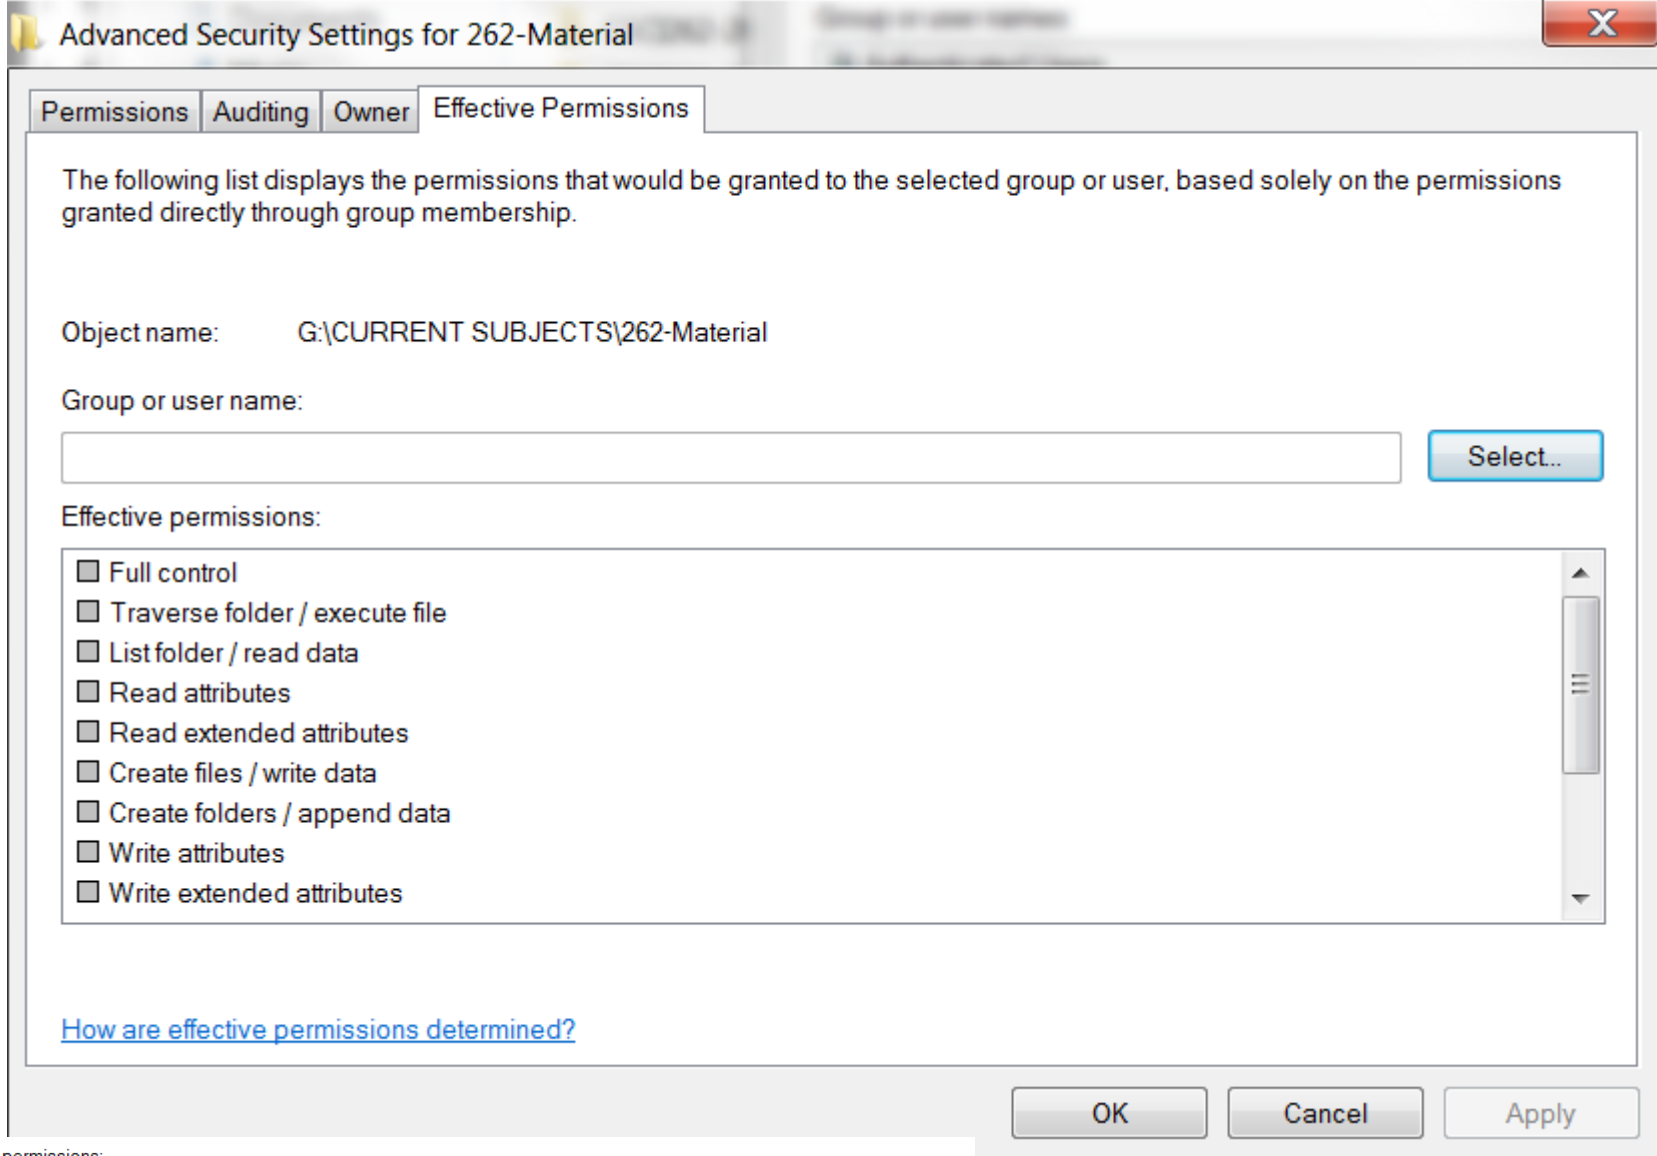 Advanced Security Settings for 262-Material
Permissions Auditing Owner Effective Permissions
The following list displays the permissions that would be granted to the selected group or user, based solely on the permissions
granted directly through group membership.
Object name: G:\CURRENT SUBJECTS\262-Material
Group or user name:
Select...
Effective permissions:
Full control
Traverse folder / execute file
List folder / read data
Read attributes
Read extended attributes
Create files / write data
Create folders / append data
Write attributes
Write extended attributes
How are effective permissions determined?
OK Cancel Apply
permissions: